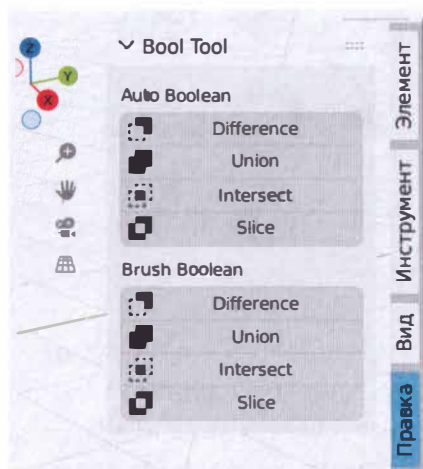 Z
Y
X
Bool Tool
Auto Boolean
Difference
Union
Intersect
Slice
Brush Boolean
Difference
Union
Intersect
Slice
Элемент
Инструмент
Вид
Правка